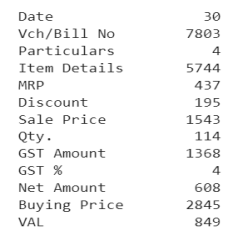 Date 30
Vch/Bill No 7803
Particulars 4
Item Details 5744
MRP 437
Discount 195
Sale Price 1543
Qty. 114
GST Amount 1368
GST % 4
Net Amount 608
Buying Price 2845
VAL 849